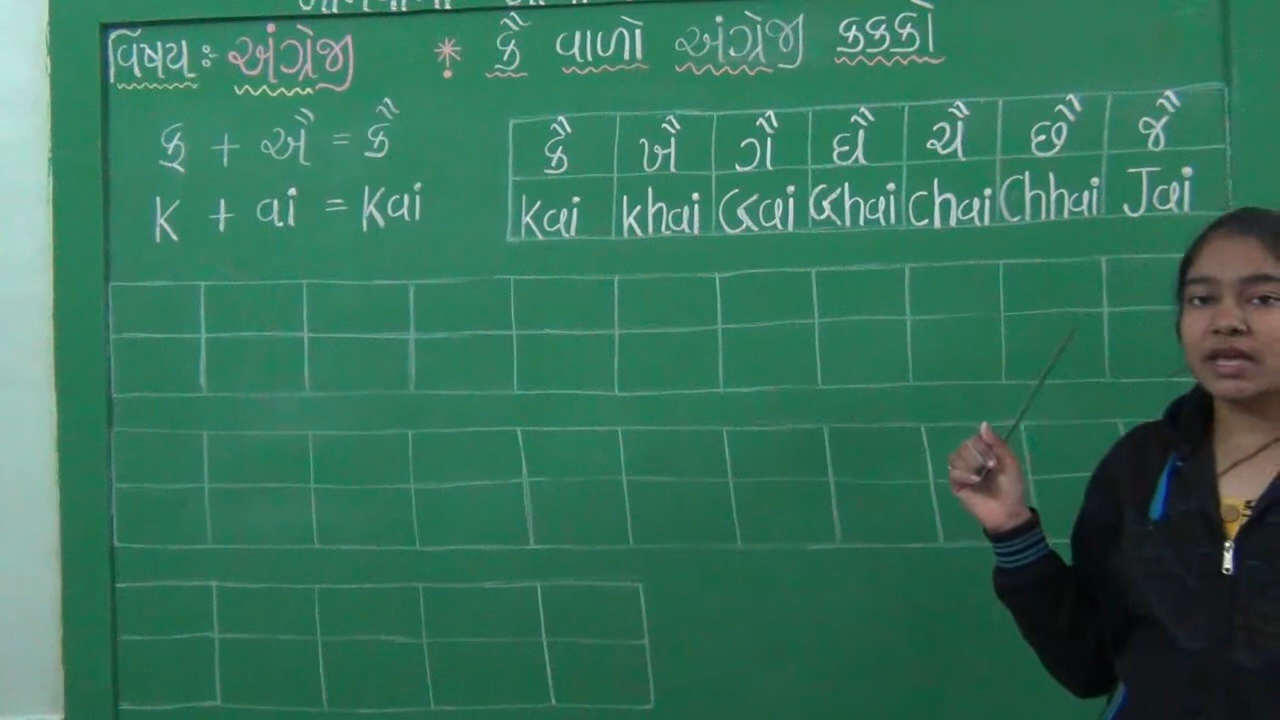 વિષયઃ અંગ્રેજી * કૈ વાળો અંગ્રેજી કક્કો
ક + ઐ = કૈ
K + ai = Kai
કૈ ખૈ ગૈ ઘૈ ચૈ છૈ જૈ
Kai khai Gai Ghai chai Chhai Jai